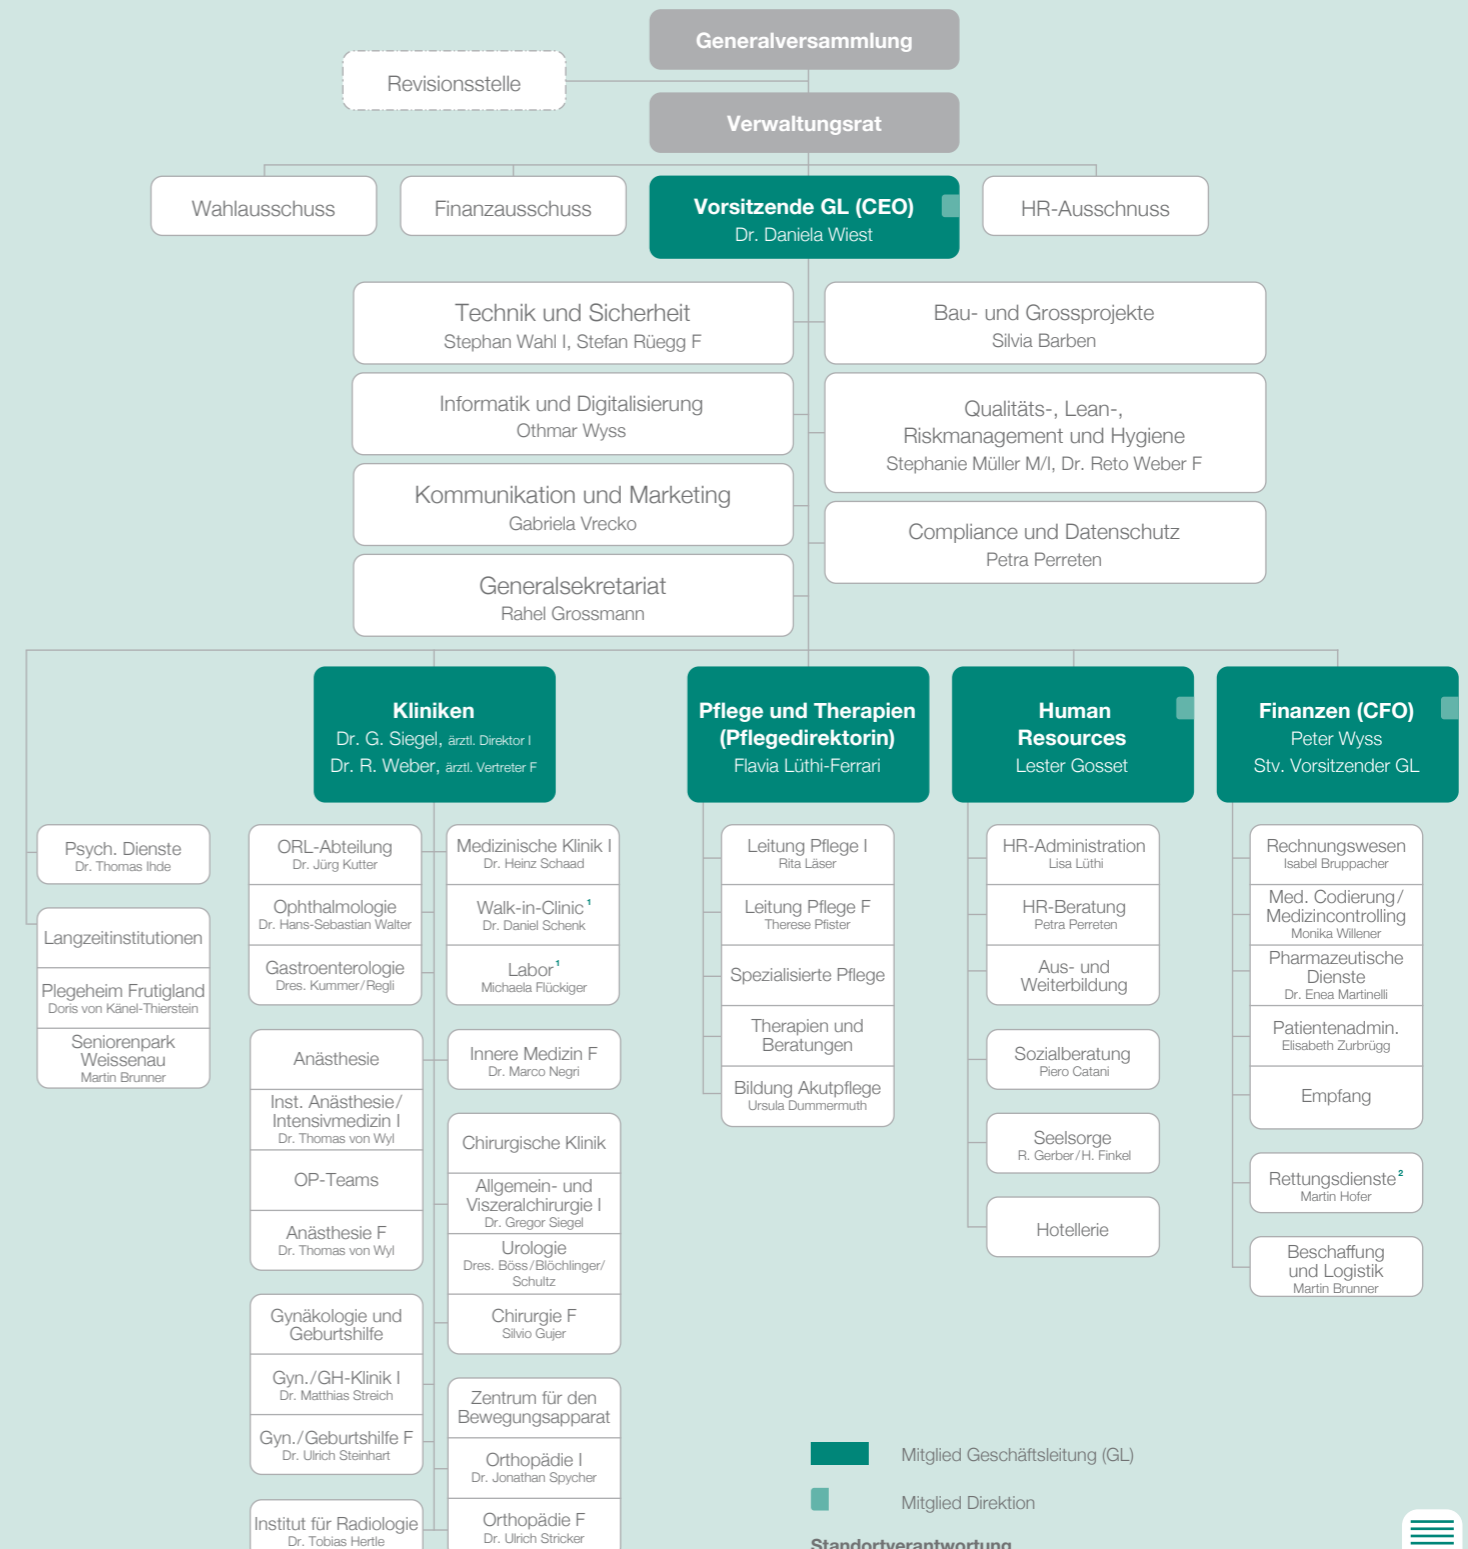 Generalversammlung
Revisionsstelle
Verwaltungsrat
Wahlausschuss
Finanzausschuss
Vorsitzende GL (CEO)
Dr. Daniela Wiest
HR-Ausschnuss
Technik und Sicherheit
Stephan Wahl I, Stefan Rüegg F
Bau- und Grossprojekte
Silvia Barben
Informatik und Digitalisierung
Othmar Wyss
Qualitäts-, Lean-,
Riskmanagement und Hygiene
Stephanie Müller M/I, Dr. Reto Weber F
Kommunikation und Marketing
Gabriela Vrecko
Compliance und Datenschutz
Petra Perreten
Generalsekretariat
Rahel Grossmann
Kliniken
Dr. G. Siegel, ärztl. Direktor I
Dr. R. Weber, ärztl. Vertreter F
Pflege und Therapien
(Pflegedirektorin)
Flavia Lüthi-Ferrari
Human
Resources
Lester Gosset
Finanzen (CFO)
Peter Wyss
Stv. Vorsitzender GL
Psych. Dienste
Dr. Thomas Ihde
Langzeitinstitutionen
Plegeheim Frutigland
Doris von Känel-Thierstein
Seniorenpark
Weissenau
Martin Brunner
ORL-Abteilung
Dr. Jürg Kutter
Ophthalmologie
Dr. Hans-Sebastian Walter
Gastroenterologie
Dres. Kummer/Regli
Anästhesie
Inst. Anästhesie/
Intensivmedizin I
Dr. Thomas von Wyl
OP-Teams
Anästhesie F
Dr. Thomas von Wyl
Gynäkologie und
Geburtshilfe
Gyn./GH-Klinik I
Dr. Matthias Streich
Gyn./Geburtshilfe F
Dr. Ulrich Steinhart
Institut für Radiologie
Dr. Tobias Hertle
Medizinische Klinik I
Dr. Heinz Schaad
Walk-in-Clinic ¹
Dr. Daniel Schenk
Labor ¹
Michaela Flückiger
Innere Medizin F
Dr. Marco Negri
Chirurgische Klinik
Allgemein- und
Viszeralchirurgie I
Dr. Gregor Siegel
Urologie
Dres. Böss/Blöchlinger/
Schultz
Chirurgie F
Silvio Gujer
Zentrum für den
Bewegungsapparat
Orthopädie I
Dr. Jonathan Spycher
Orthopädie F
Dr. Ulrich Stricker
Leitung Pflege I
Rita Läser
Leitung Pflege F
Therese Pfister
Spezialisierte Pflege
Therapien und
Beratungen
Bildung Akutpflege
Ursula Dummermuth
HR-Administration
Lisa Lüthi
HR-Beratung
Petra Perreten
Aus- und
Weiterbildung
Sozialberatung
Piero Catani
Seelsorge
R. Gerber/H. Finkel
Hotellerie
Rechnungswesen
Isabel Bruppacher
Med. Codierung/
Medizincontrolling
Monika Willener
Pharmazeutische
Dienste
Dr. Enea Martinelli
Patientenadmin.
Elisabeth Zurbrügg
Empfang
Rettungsdienste ²
Martin Hofer
Beschaffung
und Logistik
Martin Brunner
Mitglied Geschäftsleitung (GL)
Mitglied Direktion
Standortverantwortung